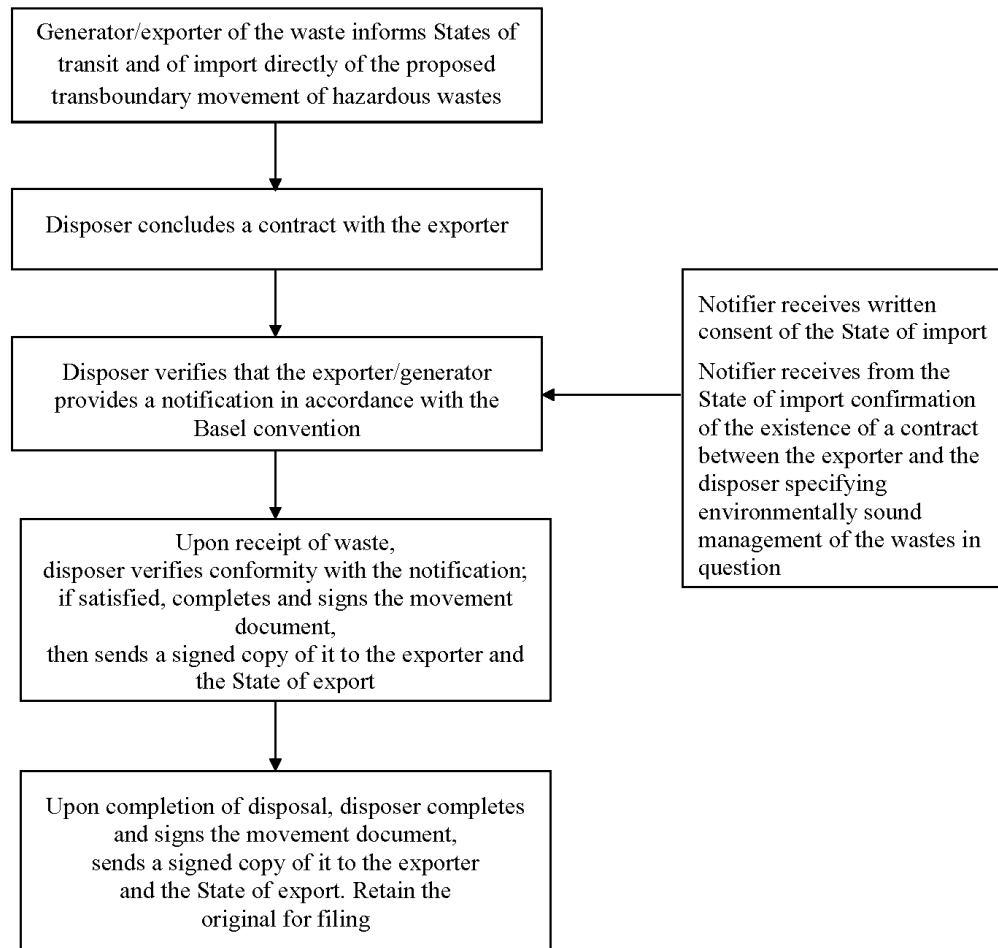 Generator/exporter of the waste informs States of
transit and of import directly of the proposed
transboundary movement of hazardous wastes
Disposer concludes a contract with the exporter
Disposer verifies that the exporter/generator
provides a notification in accordance with the
Basel convention
Notifier receives written
consent of the State of import
Notifier receives from the
State of import confirmation
of the existence of a contract
between the exporter and the
disposer specifying
environmentally sound
management of the wastes in
question
Upon receipt of waste,
disposer verifies conformity with the notification;
if satisfied, completes and signs the movement
document,
then sends a signed copy of it to the exporter and
the State of export
Upon completion of disposal, disposer completes
and signs the movement document,
sends a signed copy of it to the exporter
and the State of export. Retain the
original for filing